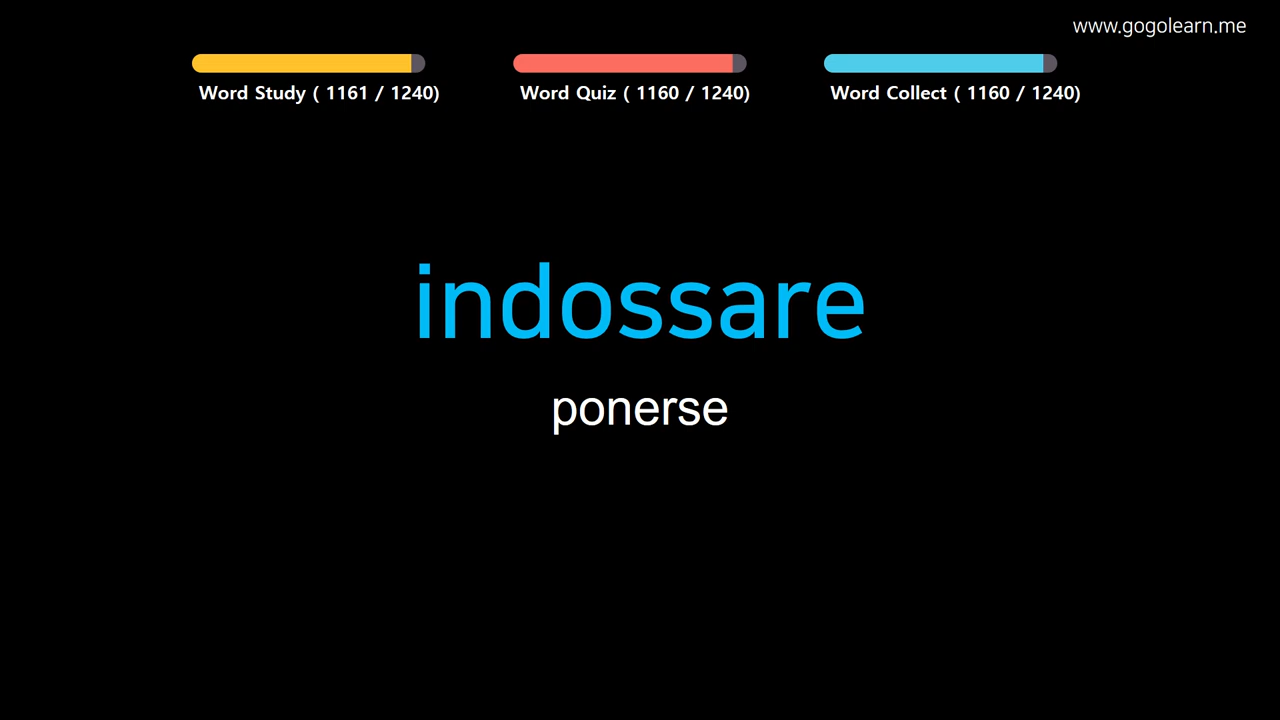 www.gogolearn.me
Word Study ( 1161 / 1240)
Word Quiz ( 1160 / 1240)
Word Collect ( 1160 / 1240)
indossare
ponerse